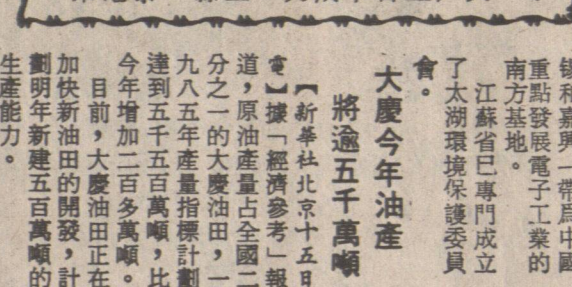 錫和嘉興一帶爲中國
重點發展電子工業的
南方基地。
江蘇省已專門成立
了太湖環境保護委員
會。
大慶今年油產
將逾五千萬噸
【新華社北京十五日
電】據「經濟參考」報
道，原油產量占全國二
分之一的大慶油田，一
九八五年產量指標計劃
達到五千五百萬噸，比
今年增加二百多萬噸。
目前，大慶油田正在
加快新油田的開發，計
劃明年新建五百萬噸的
生產能力。